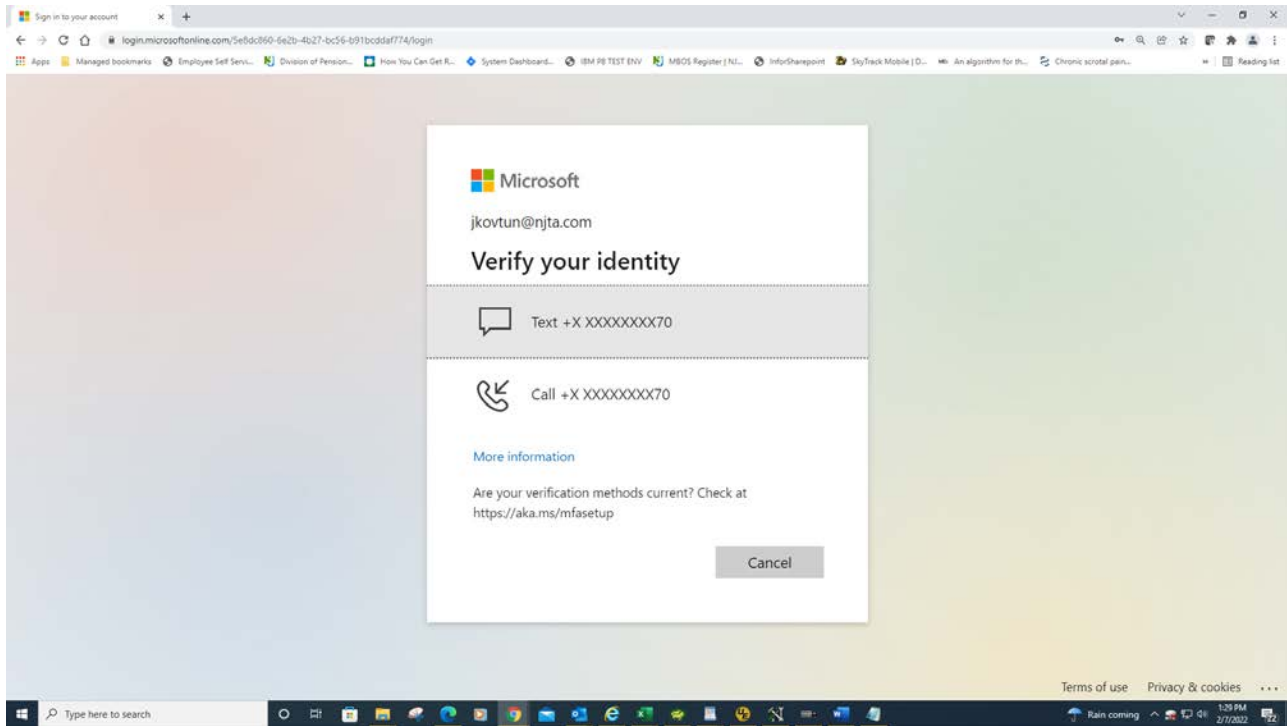 Sign in to your account
login.microsoftonline.com/5e8dc860-6e2b-4b27-bc56-b91bcddaf774/login
Apps Managed bookmarks Employee Self Servi... Division of Pension... How You Can Get R... System Dashboard... IBM P8 TEST ENV MBOS Register | NJ... InforSharepoint SkyTrack Mobile | D... An algorithm for th... Chronic scrotal pain... Reading list
Microsoft
jkovtun@njta.com
Verify your identity
Text +X XXXXXXXX70
Call +X XXXXXXXX70
More information
Are your verification methods current? Check at
https://aka.ms/mfasetup
Cancel
Terms of use Privacy & cookies ...
Type here to search
Rain coming
1:29 PM
2/7/2022